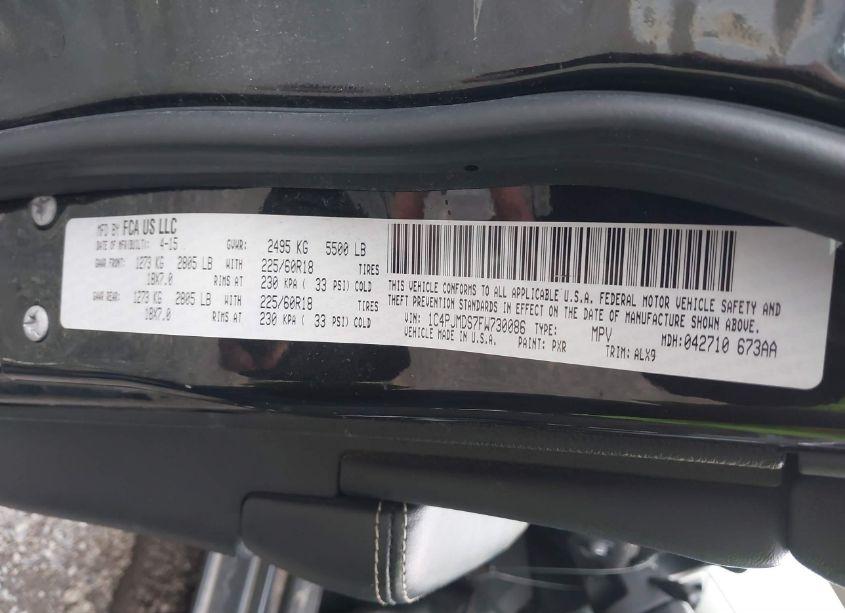 MFD BY FCA US LLC
DATE OF MFR(BUILT): 4-15 GVWR: 2495 KG 5500 LB
GAWR FRONT: 1273 KG 2805 LB WITH 225/60R18 TIRES
18X7.0 RIMS AT 230 KPA ( 33 PSI) COLD
GAWR REAR: 1273 KG 2805 LB WITH 225/60R18 TIRES
18X7.0 RIMS AT 230 KPA ( 33 PSI) COLD
THIS VEHICLE CONFORMS TO ALL APPLICABLE U.S.A. FEDERAL MOTOR VEHICLE SAFETY AND
THEFT PREVENTION STANDARDS IN EFFECT ON THE DATE OF MANUFACTURE SHOWN ABOVE.
VIN: 1C4PJMDS7FW730086 TYPE: MPV MDH:042710 673AA
VEHICLE MADE IN U.S.A. PAINT: PXR TRIM: ALX9